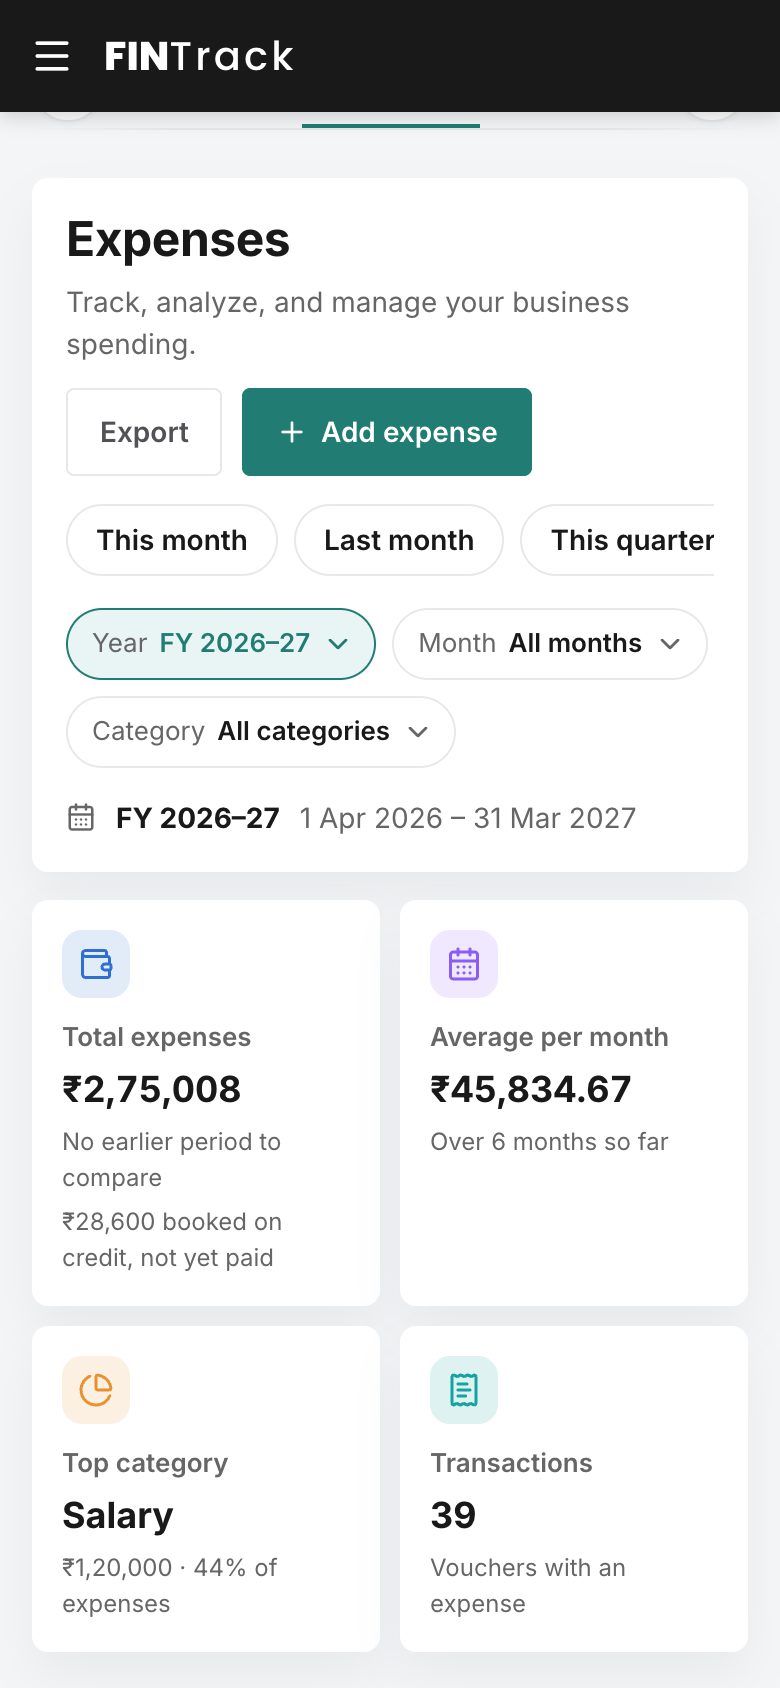 FINTrack
Expenses
Track, analyze, and manage your business
spending.
Export
+ Add expense
This month
Last month
This quarter
Year FY 2026–27
Month All months
Category All categories
FY 2026–27 1 Apr 2026 – 31 Mar 2027
Total expenses
₹2,75,008
No earlier period to
compare
₹28,600 booked on
credit, not yet paid
Average per month
₹45,834.67
Over 6 months so far
Top category
Salary
₹1,20,000 · 44% of
expenses
Transactions
39
Vouchers with an
expense